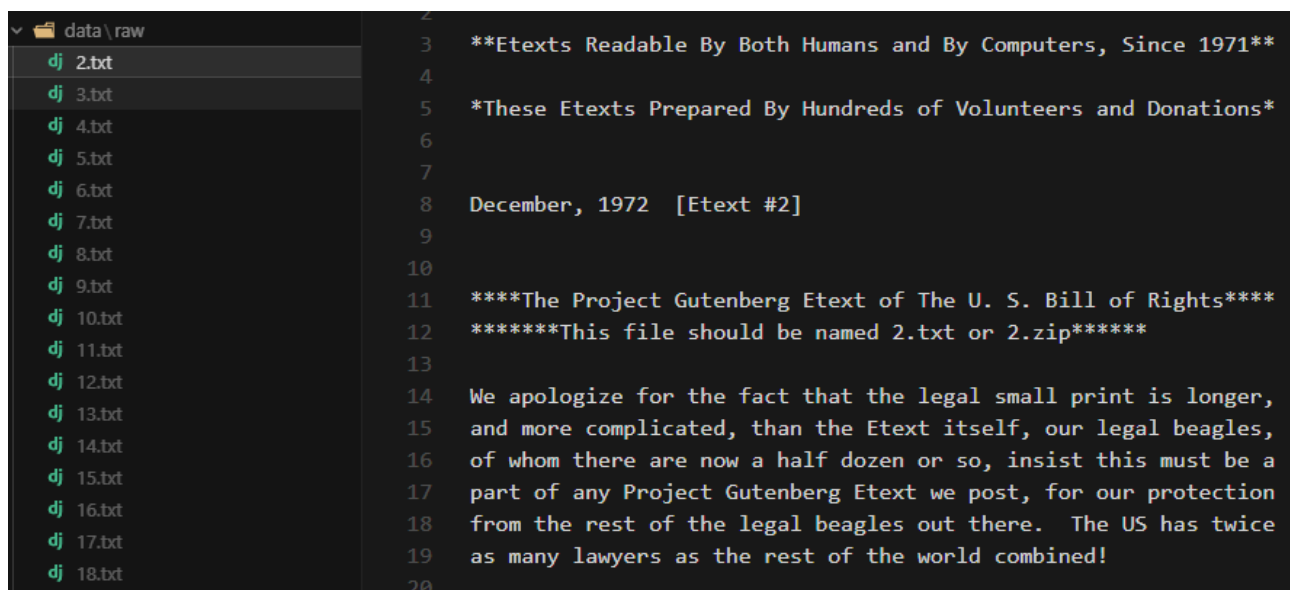 data\raw
dj 2.txt
dj 3.txt
dj 4.txt
dj 5.txt
dj 6.txt
dj 7.txt
dj 8.txt
dj 9.txt
dj 10.txt
dj 11.txt
dj 12.txt
dj 13.txt
dj 14.txt
dj 15.txt
dj 16.txt
dj 17.txt
dj 18.txt
2
3 **Etexts Readable By Both Humans and By Computers, Since 1971**
4
5 *These Etexts Prepared By Hundreds of Volunteers and Donations*
6
7
8 December, 1972  [Etext #2]
9
10
11 ****The Project Gutenberg Etext of The U. S. Bill of Rights****
12 *******This file should be named 2.txt or 2.zip******
13
14 We apologize for the fact that the legal small print is longer,
15 and more complicated, than the Etext itself, our legal beagles,
16 of whom there are now a half dozen or so, insist this must be a
17 part of any Project Gutenberg Etext we post, for our protection
18 from the rest of the legal beagles out there.  The US has twice
19 as many lawyers as the rest of the world combined!
20